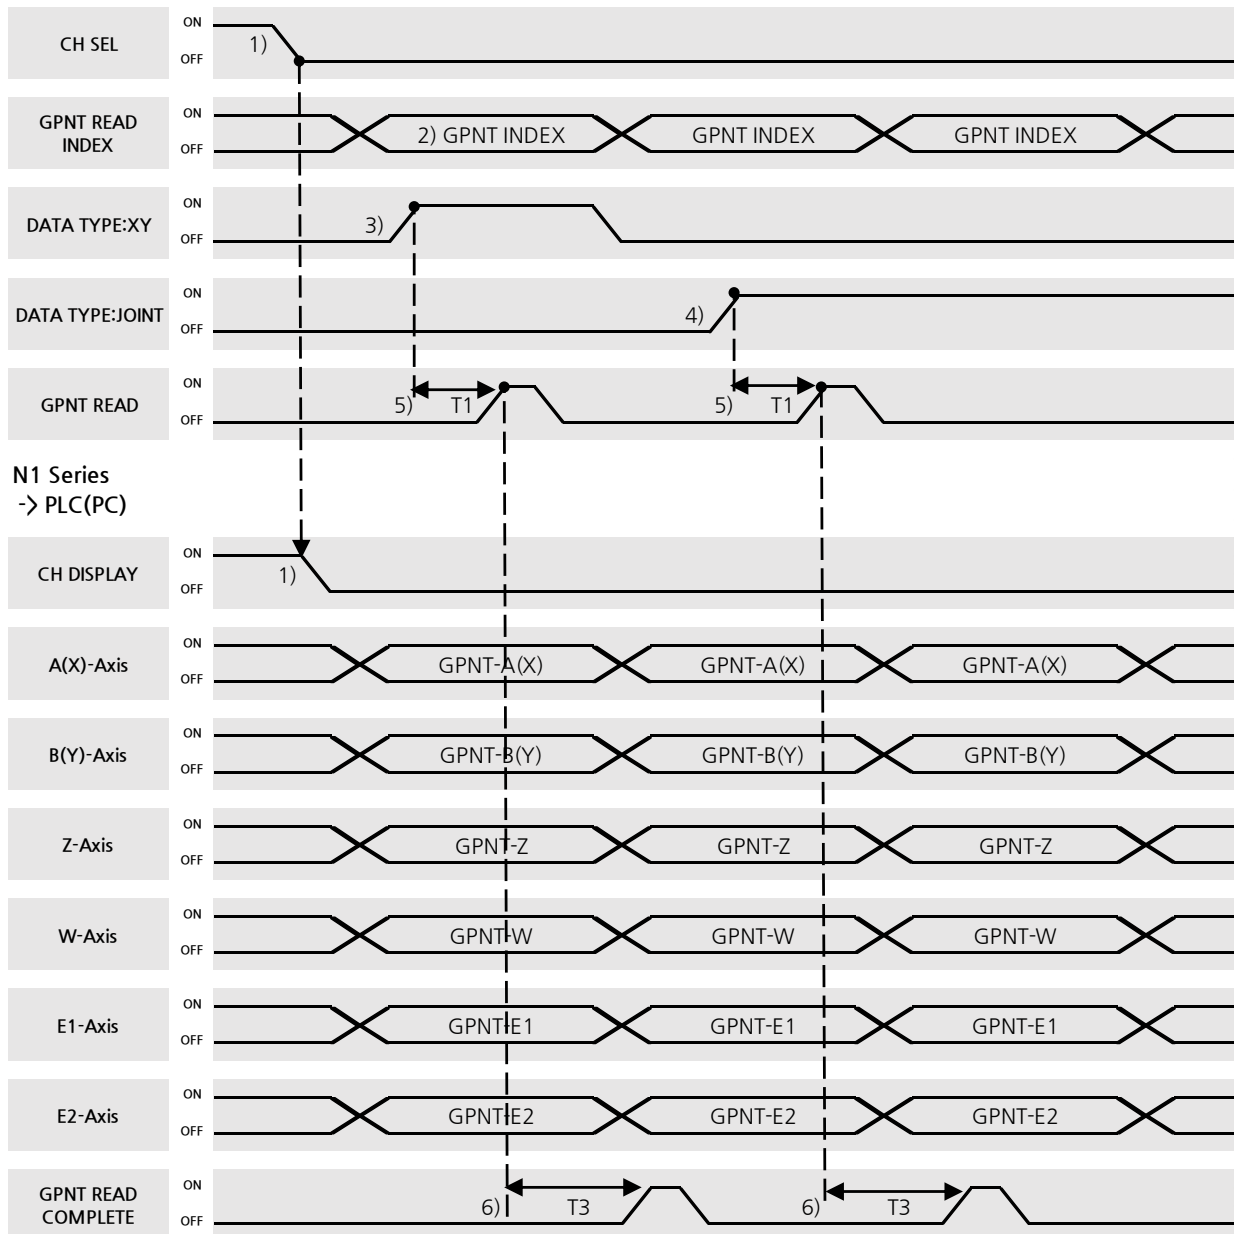 CH SEL
ON
OFF
1)
GPNT READ
INDEX
ON
OFF
2) GPNT INDEX
GPNT INDEX
GPNT INDEX
DATA TYPE:XY
ON
OFF
3)
DATA TYPE:JOINT
ON
OFF
4)
GPNT READ
ON
OFF
5)
T1
5)
T1
N1 Series
-> PLC(PC)
CH DISPLAY
ON
OFF
1)
A(X)-Axis
ON
OFF
GPNT-A(X)
GPNT-A(X)
GPNT-A(X)
B(Y)-Axis
ON
OFF
GPNT-B(Y)
GPNT-B(Y)
GPNT-B(Y)
Z-Axis
ON
OFF
GPNT-Z
GPNT-Z
GPNT-Z
W-Axis
ON
OFF
GPNT-W
GPNT-W
GPNT-W
E1-Axis
ON
OFF
GPNT-E1
GPNT-E1
GPNT-E1
E2-Axis
ON
OFF
GPNT-E2
GPNT-E2
GPNT-E2
GPNT READ
COMPLETE
ON
OFF
6)
T3
6)
T3